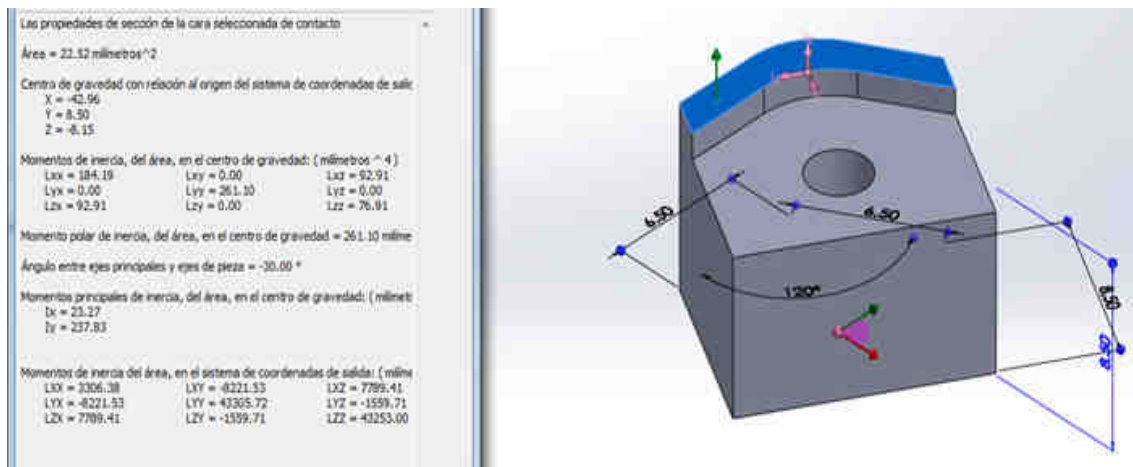 Las propiedades de sección de la cara seleccionada de contacto
Área = 22.52 milímetros^2
Centro de gravedad con relación al origen del sistema de coordenadas de salid
X = -42.96
Y = 8.50
Z = -8.15
Momentos de inercia, del área, en el centro de gravedad: ( milímetros ^ 4 )
Lxx = 184.19 Lxy = 0.00 Lxz = 92.91
Lyx = 0.00 Lyy = 261.10 Lyz = 0.00
Lzx = 92.91 Lzy = 0.00 Lzz = 76.91
Momento polar de inercia, del área, en el centro de gravedad = 261.10 milíme
Ángulo entre ejes principales y ejes de pieza = -30.00 °
Momentos principales de inercia, del área, en el centro de gravedad: ( milímetr
Ix = 23.27
Iy = 237.83
Momentos de inercia del área, en el sistema de coordenadas de salida: ( milíme
LXX = 3306.38 LXY = -8221.53 LXZ = 7789.41
LYX = -8221.53 LYY = 43305.72 LYZ = -1559.71
LZX = 7789.41 LZY = -1559.71 LZZ = 43253.00
6.50
6.50
120°
8.50